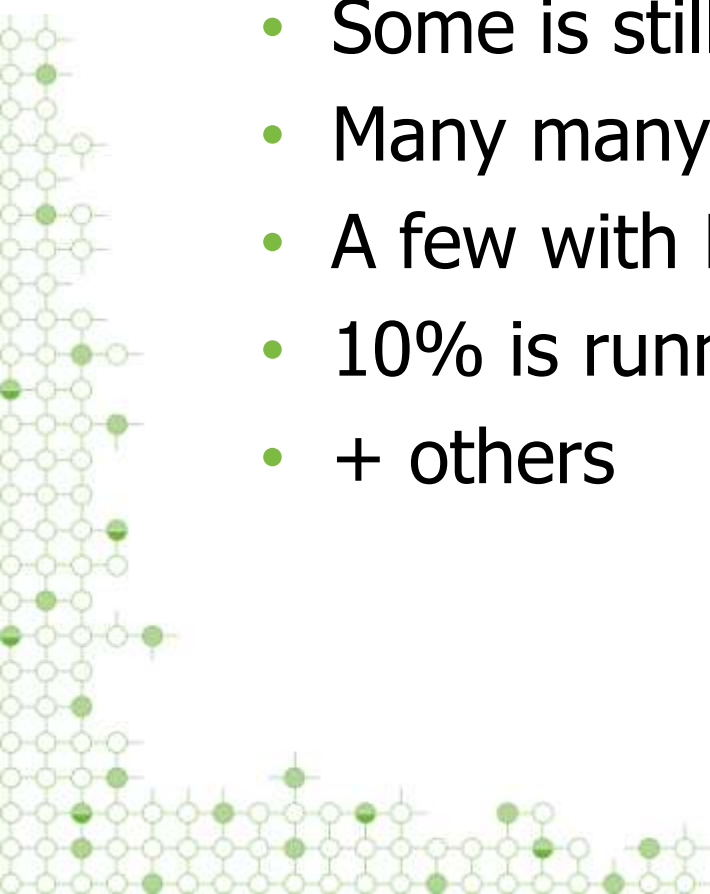 • Some is still
• Many many
• A few with
• 10% is run
• + others